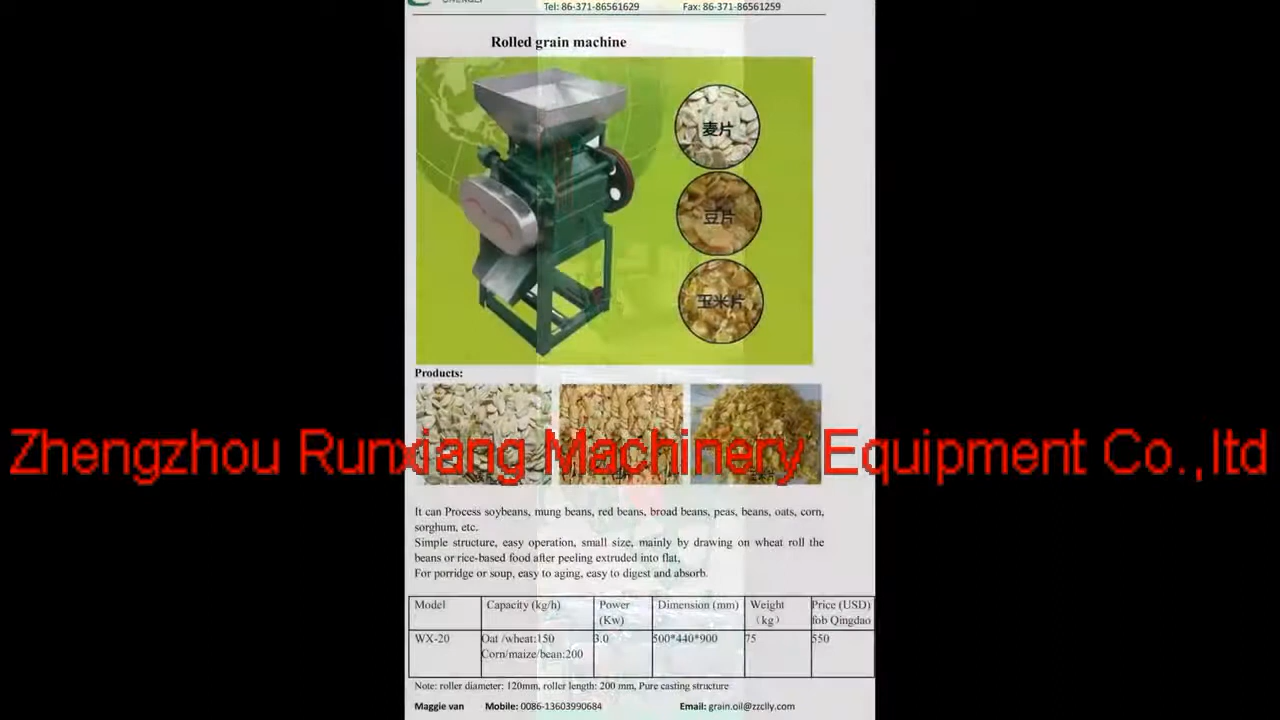 Tel: 86-371-86561629 Fax: 86-371-86561259
Rolled grain machine
麦片
豆片
玉米片
Products:
Zhengzhou Runxiang Machinery Equipment Co.,ltd
It can Process soybeans, mung beans, red beans, broad beans, peas, beans, oats, corn,
sorghum, etc.
Simple structure, easy operation, small size, mainly by drawing on wheat roll the
beans or rice-based food after peeling extruded into flat,
For porridge or soup, easy to aging, easy to digest and absorb.
Model Capacity (kg/h) Power (Kw) Dimension (mm) Weight (kg) Price (USD) fob Qingdao
WX-20 Oat /wheat:150 3.0 500*440*900 75 550
Corn/maize/bean:200
Note: roller diameter: 120mm, roller length: 200 mm, Pure casting structure
Maggie van Mobile: 0086-13603990684 Email: grain.oil@zzclly.com